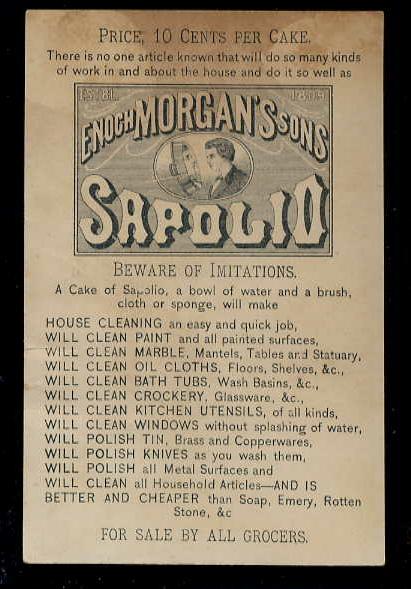 PRICE, 10 CENTS PER CAKE.
There is no one article known that will do so many kinds
of work in and about the house and do it so well as
ESTBL. 1809
ENOCH MORGAN'S SONS
SAPOLIO
BEWARE OF IMITATIONS.
A Cake of Sapolio, a bowl of water and a brush,
cloth or sponge, will make
HOUSE CLEANING an easy and quick job,
WILL CLEAN PAINT and all painted surfaces,
WILL CLEAN MARBLE, Mantels, Tables and Statuary,
WILL CLEAN OIL CLOTHS, Floors, Shelves, &c.,
WILL CLEAN BATH TUBS, Wash Basins, &c.,
WILL CLEAN CROCKERY, Glassware, &c.,
WILL CLEAN KITCHEN UTENSILS, of all kinds,
WILL CLEAN WINDOWS without splashing of water,
WILL POLISH TIN, Brass and Copperwares,
WILL POLISH KNIVES as you wash them,
WILL POLISH all Metal Surfaces and
WILL CLEAN all Household Articles—AND IS
BETTER AND CHEAPER than Soap, Emery, Rotten
Stone, &c
FOR SALE BY ALL GROCERS.